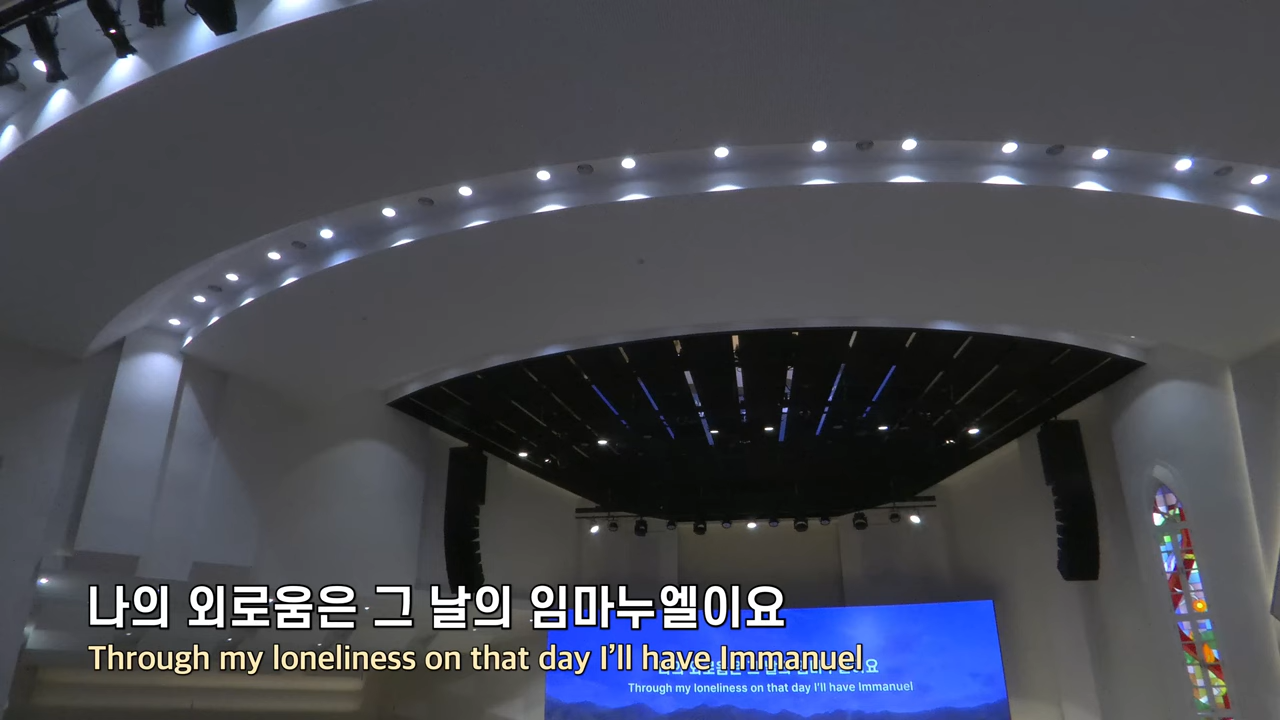 나의 외로움은 그 날의 임마누엘이요
Through my loneliness on that day I'll have Immanuel
Through my loneliness on that day I'll have Immanuel